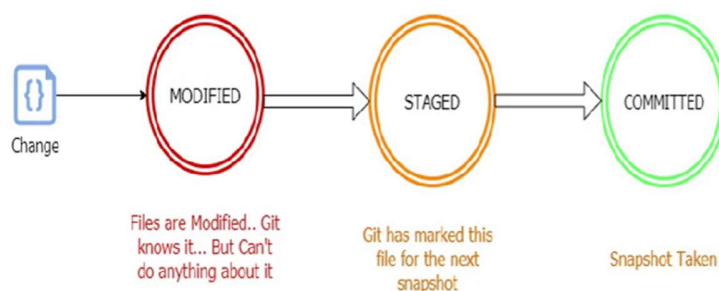 {}
Change
MODIFIED
STAGED
COMMITTED
Files are Modified.. Git
knows it... But Can't
do anything about it
Git has marked this
file for the next
snapshot
Snapshot Taken